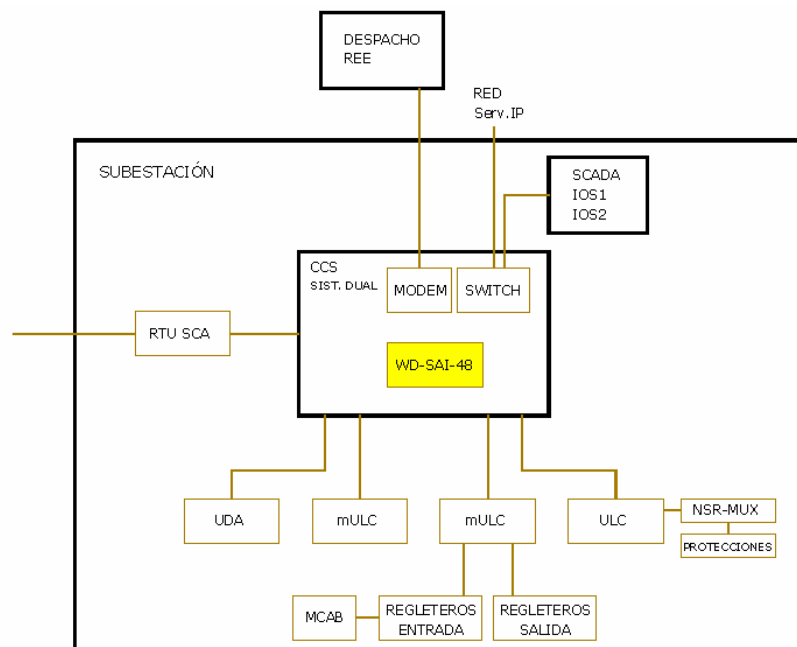 DESPACHO
REE
RED
Serv.IP
SUBESTACIÓN
SCADA
IOS1
IOS2
CCS
SIST. DUAL
MODEM
SWITCH
RTU SCA
WD-SAI-48
UDA
mULC
mULC
ULC
NSR-MUX
PROTECCIONES
MCAB
REGLETEROS
ENTRADA
REGLETEROS
SALIDA